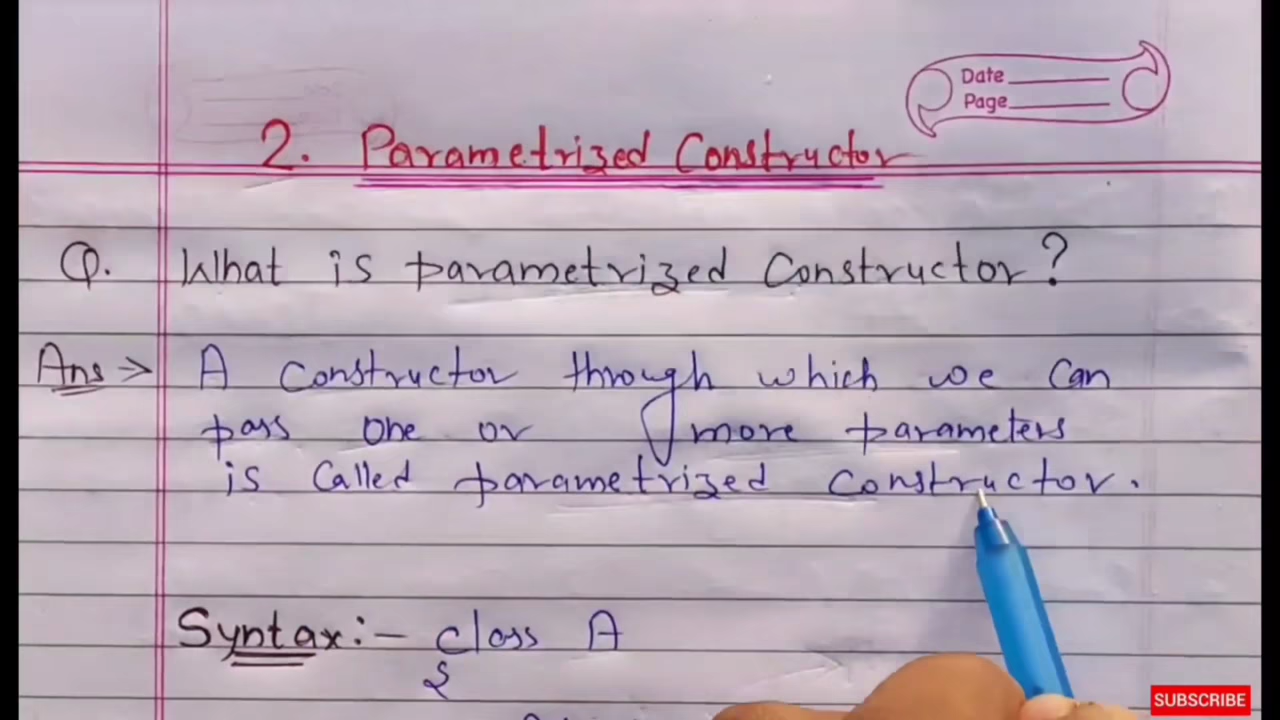 Date
Page
2. Parametrized Constructor
Q. What is parametrized Constructor?
Ans → A Constructor through which we can
pass one or more parameters
is Called parametrized Constructor.
Syntax:- class A
{
SUBSCRIBE